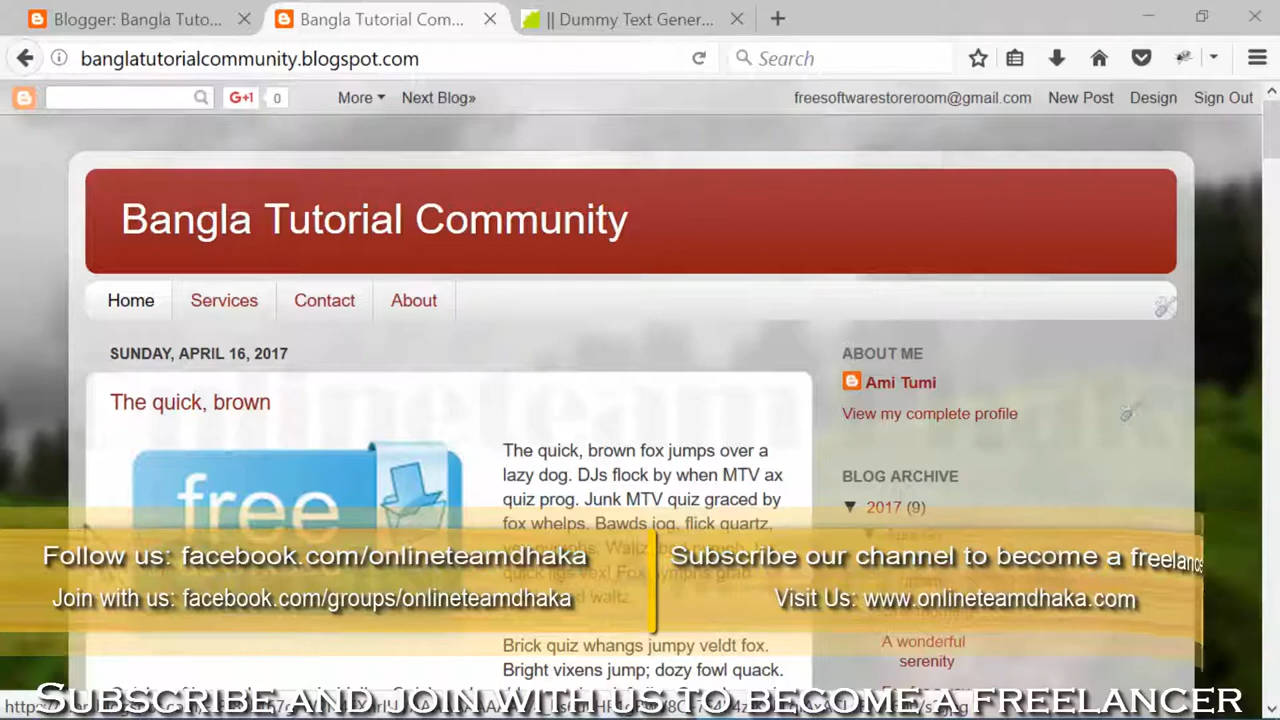 Blogger: Bangla Tuto...
Bangla Tutorial Com...
|| Dummy Text Gener...
banglatutorialcommunity.blogspot.com
Search
G+1 0
More
Next Blog»
freesoftwarestoreroom@gmail.com
New Post
Design
Sign Out
Bangla Tutorial Community
Home
Services
Contact
About
SUNDAY, APRIL 16, 2017
The quick, brown
free
The quick, brown fox jumps over a
lazy dog. DJs flock by when MTV ax
quiz prog. Junk MTV quiz graced by
fox whelps. Bawds jog, flick quartz,
Brick quiz whangs jumpy veldt fox.
Bright vixens jump; dozy fowl quack.
ABOUT ME
Ami Tumi
View my complete profile
BLOG ARCHIVE
▼ 2017 (9)
A wonderful
serenity
Follow us: facebook.com/onlineteamdhaka
Join with us: facebook.com/groups/onlineteamdhaka
Subscribe our channel to become a freelance
Visit Us: www.onlineteamdhaka.com
SUBSCRIBE AND JOIN WITH US TO BECOME A FREELANCER